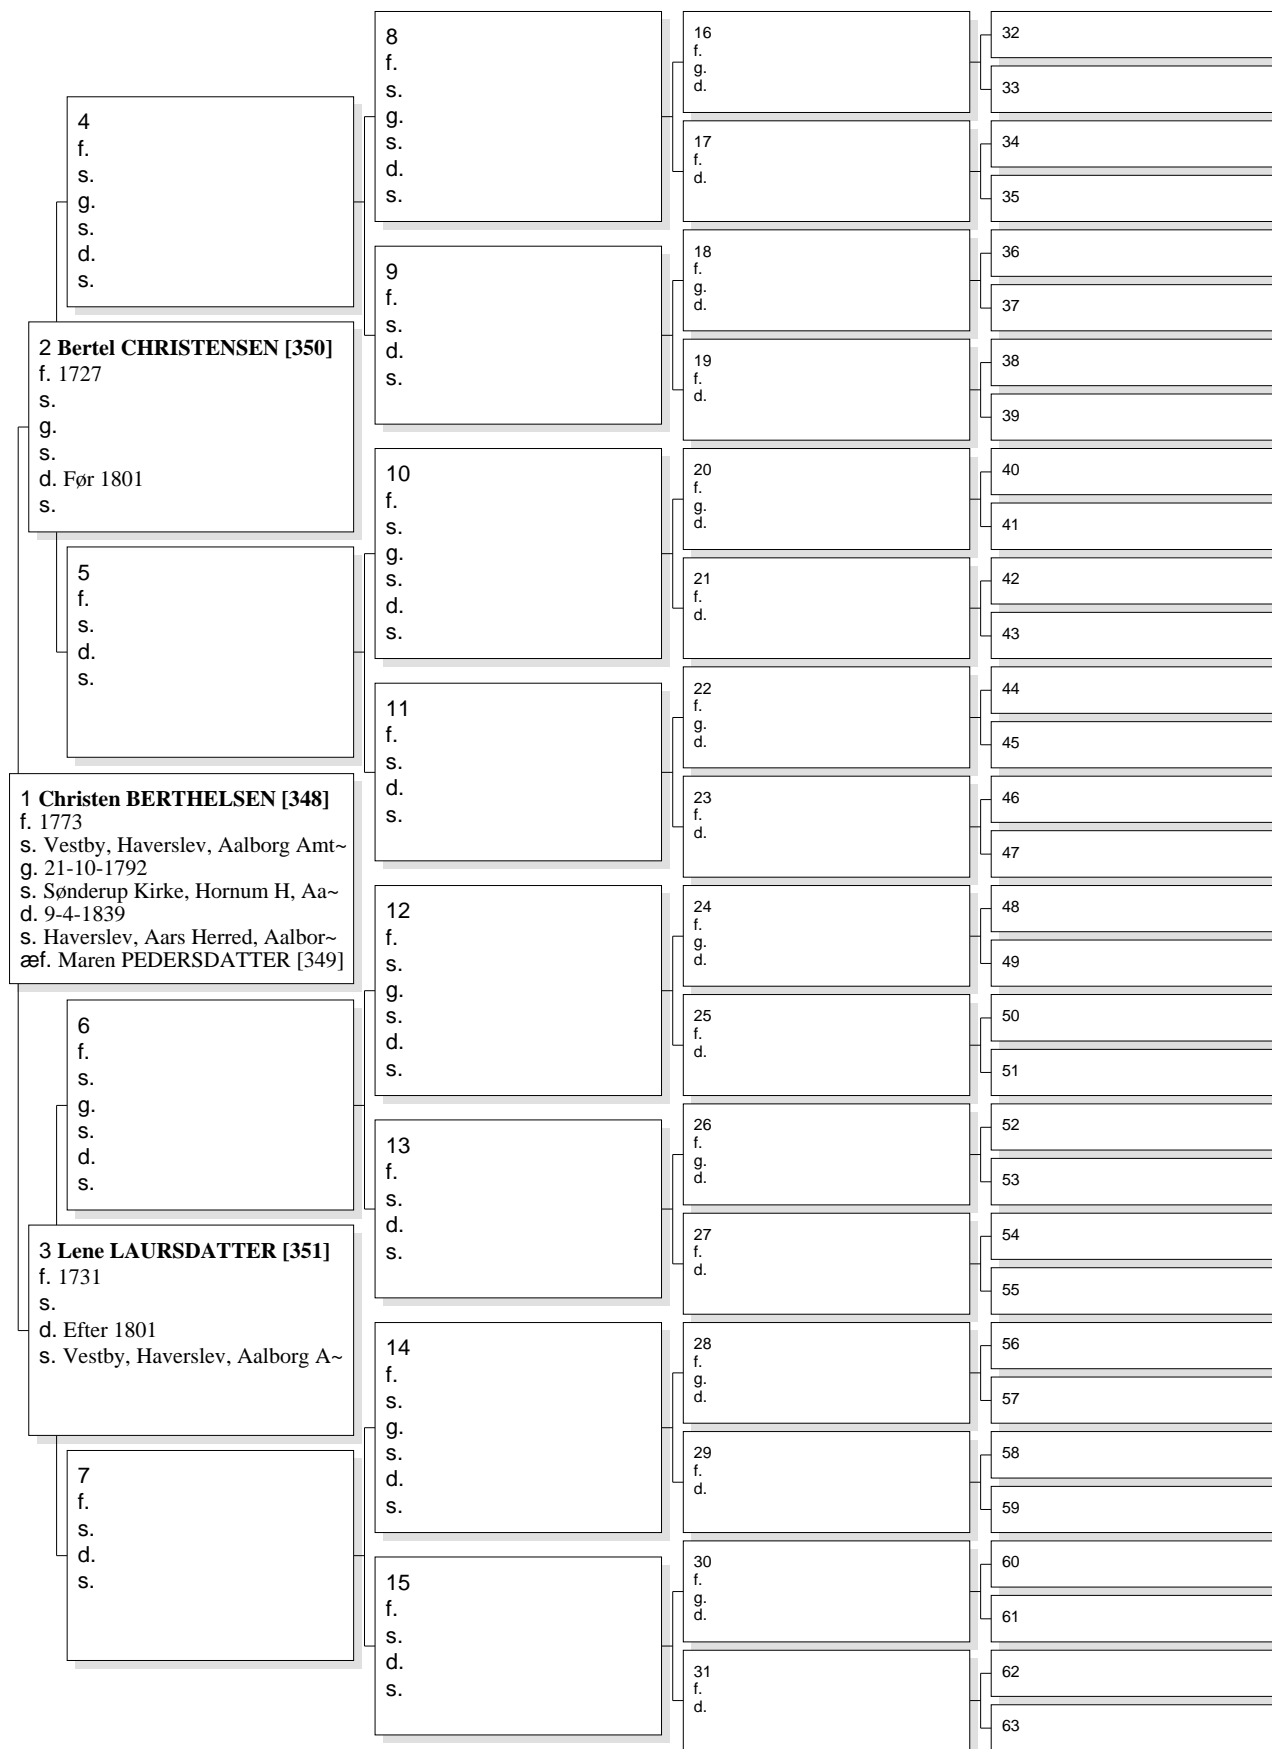 1 Christen BERTHELSEN [348]
f. 1773
s. Vestby, Haverslev, Aalborg Amt~
g. 21-10-1792
s. Sønderup Kirke, Hornum H, Aa~
d. 9-4-1839
s. Haverslev, Aars Herred, Aalbor~
æf. Maren PEDERSDATTER [349]
2 Bertel CHRISTENSEN [350]
f. 1727
s.
g.
s.
d. Før 1801
s.
3 Lene LAURSDATTER [351]
f. 1731
s.
d. Efter 1801
s. Vestby, Haverslev, Aalborg A~
4
f.
s.
g.
s.
d.
s.
5
f.
s.
d.
s.
6
f.
s.
g.
s.
d.
s.
7
f.
s.
d.
s.
8
f.
s.
g.
s.
d.
s.
9
f.
s.
d.
s.
10
f.
s.
g.
s.
d.
s.
11
f.
s.
d.
s.
12
f.
s.
g.
s.
d.
s.
13
f.
s.
d.
s.
14
f.
s.
g.
s.
d.
s.
15
f.
s.
d.
s.
16
f.
g.
d.
17
f.
d.
18
f.
g.
d.
19
f.
d.
20
f.
g.
d.
21
f.
d.
22
f.
g.
d.
23
f.
d.
24
f.
g.
d.
25
f.
d.
26
f.
g.
d.
27
f.
d.
28
f.
g.
d.
29
f.
d.
30
f.
g.
d.
31
f.
d.
32
33
34
35
36
37
38
39
40
41
42
43
44
45
46
47
48
49
50
51
52
53
54
55
56
57
58
59
60
61
62
63